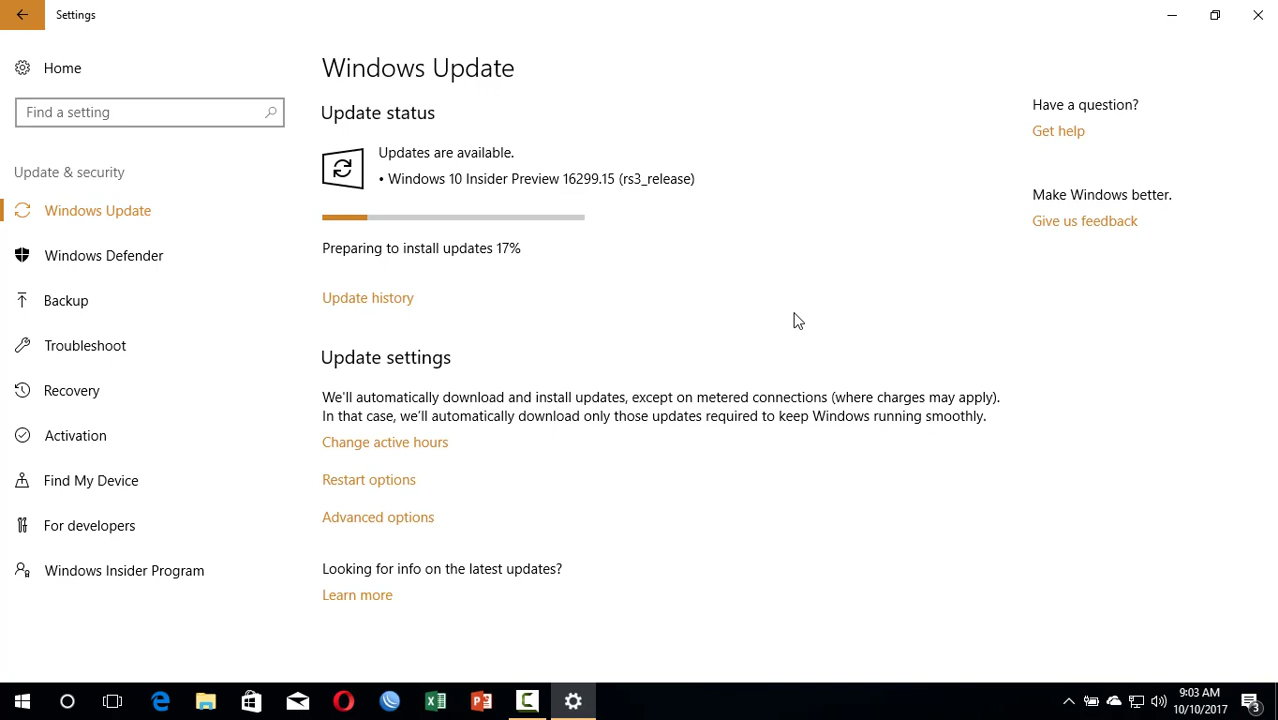 Settings
Home
Find a setting
Update & security
Windows Update
Windows Defender
Backup
Troubleshoot
Recovery
Activation
Find My Device
For developers
Windows Insider Program
Windows Update
Update status
Updates are available.
• Windows 10 Insider Preview 16299.15 (rs3_release)
Preparing to install updates 17%
Update history
Update settings
We'll automatically download and install updates, except on metered connections (where charges may apply).
In that case, we'll automatically download only those updates required to keep Windows running smoothly.
Change active hours
Restart options
Advanced options
Looking for info on the latest updates?
Learn more
Have a question?
Get help
Make Windows better.
Give us feedback
9:03 AM
10/10/2017
3